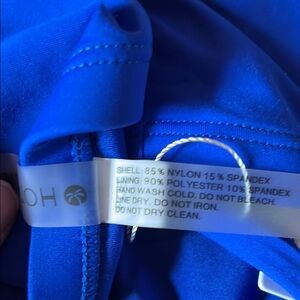 SHELL: 85% NYLON 15% SPANDEX
LINING: 90% POLYESTER 10% SPANDEX
HAND WASH COLD. DO NOT BLEACH.
LINE DRY. DO NOT IRON.
DO NOT DRY CLEAN.